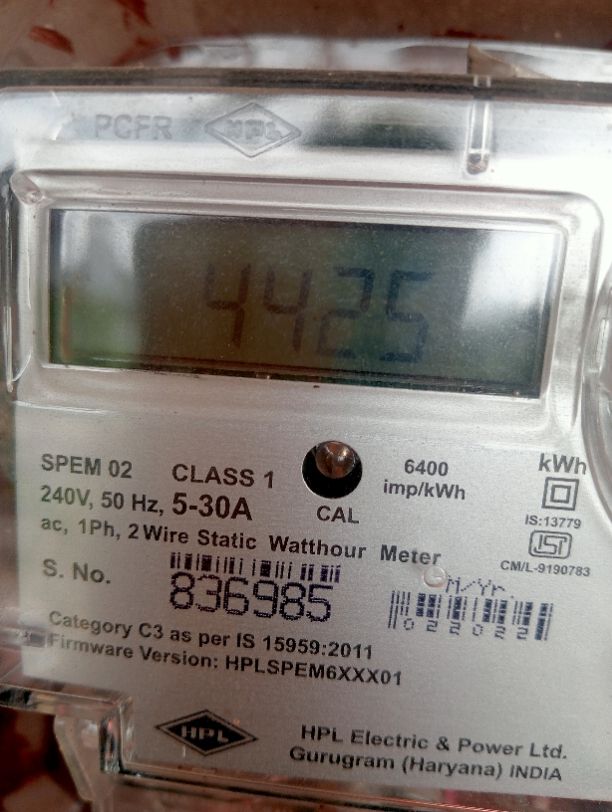 PCFR HPL
4425
SPEM 02 CLASS 1 6400 kWh
240V, 50 Hz, 5-30A imp/kWh
CAL IS:13779
ac, 1Ph, 2 Wire Static Watthour Meter
ISI
CM/L-9190783
S. No. 836985 M/Yr.
022022
Category C3 as per IS 15959:2011
Firmware Version: HPLSPEM6XXX01
HPL HPL Electric & Power Ltd.
Gurugram (Haryana) INDIA